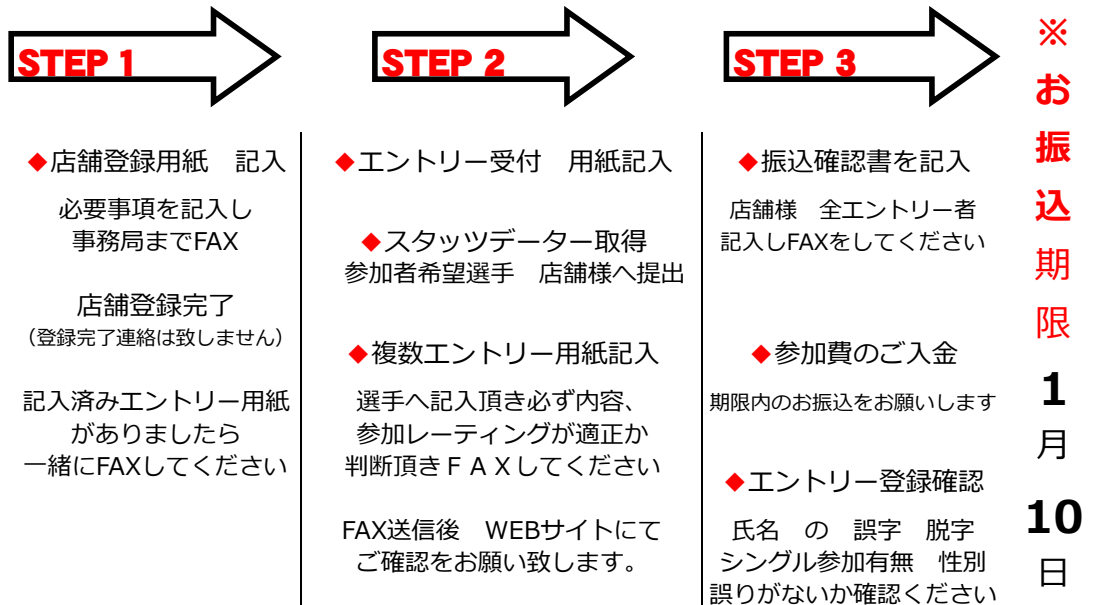 STEP 1
◆店舗登録用紙　記入
必要事項を記入し
事務局までFAX
店舗登録完了
（登録完了連絡は致しません）
記入済みエントリー用紙
がありましたら
一緒にFAXしてください
STEP 2
◆エントリー受付　用紙記入
◆スタッツデーター取得
参加者希望選手　店舗様へ提出
◆複数エントリー用紙記入
選手へ記入頂き必ず内容、
参加レーティングが適正か
判断頂きＦＡＸしてください
FAX送信後　WEBサイトにて
ご確認をお願い致します。
STEP 3
◆振込確認書を記入
店舗様　全エントリー者
記入しFAXをしてください
◆参加費のご入金
期限内のお振込をお願いします
◆エントリー登録確認
氏名　の　誤字　脱字
シングル参加有無　性別
誤りがないか確認ください
※お振込期限1月10日